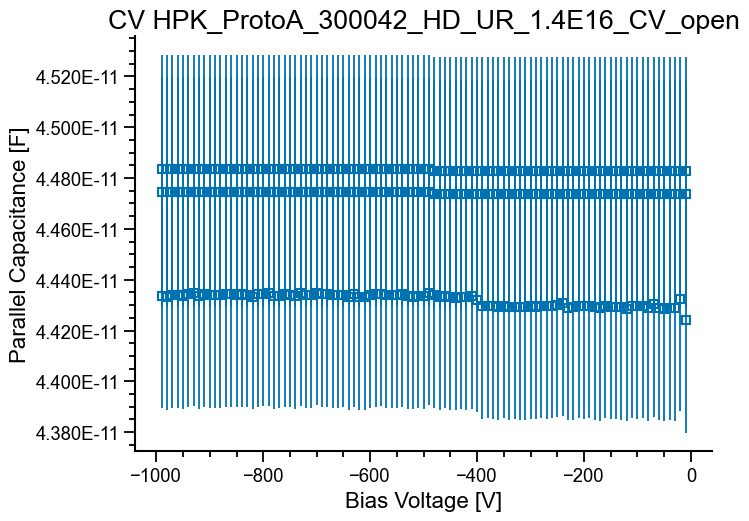 CV HPK_ProtoA_300042_HD_UR_1.4E16_CV_open
Parallel Capacitance [F]
4.520E-11
4.500E-11
4.480E-11
4.460E-11
4.440E-11
4.420E-11
4.400E-11
4.380E-11
−1000 −800 −600 −400 −200 0
Bias Voltage [V]